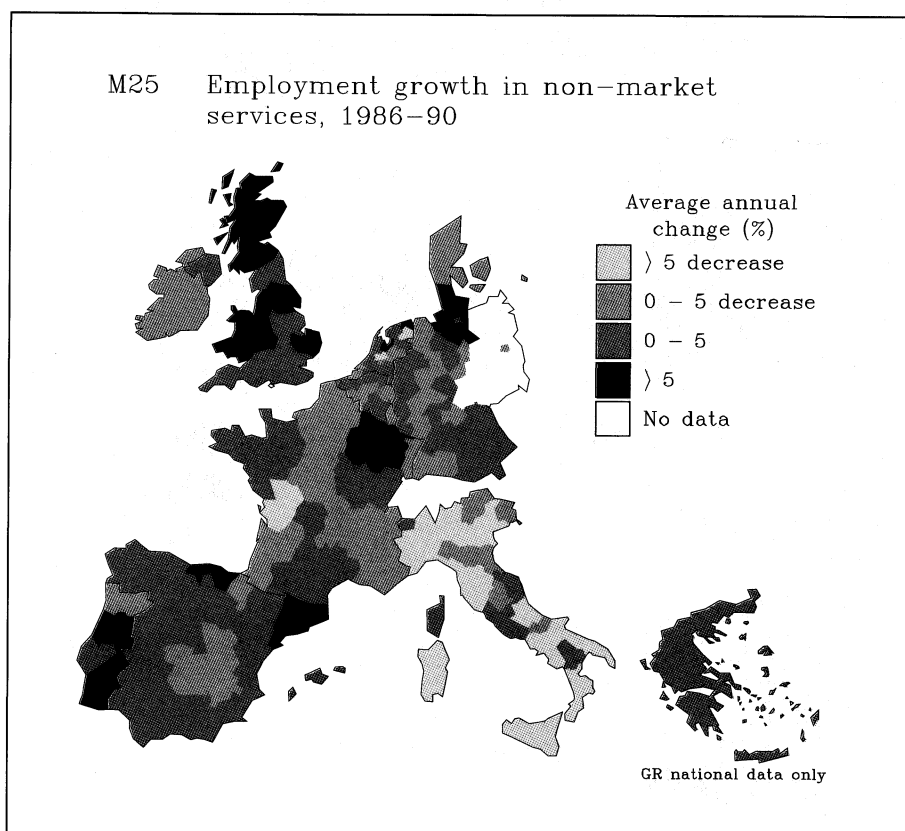 M25 Employment growth in non-market
services, 1986-90
Average annual
change (%)
> 5 decrease
0 - 5 decrease
0 - 5
> 5
No data
GR national data only